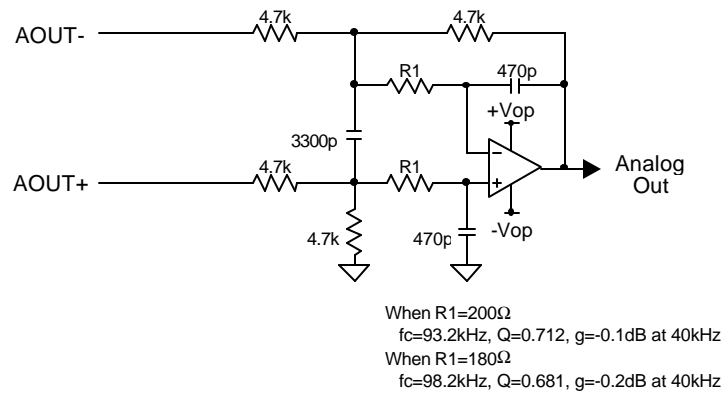 4.7k
4.7k
AOUT-
R1
470p
+Vop
3300p
4.7k
R1
AOUT+
Analog
Out
4.7k
470p
-Vop
When R1=200Ω
fc=93.2kHz, Q=0.712, g=-0.1dB at 40kHz
When R1=180Ω
fc=98.2kHz, Q=0.681, g=-0.2dB at 40kHz